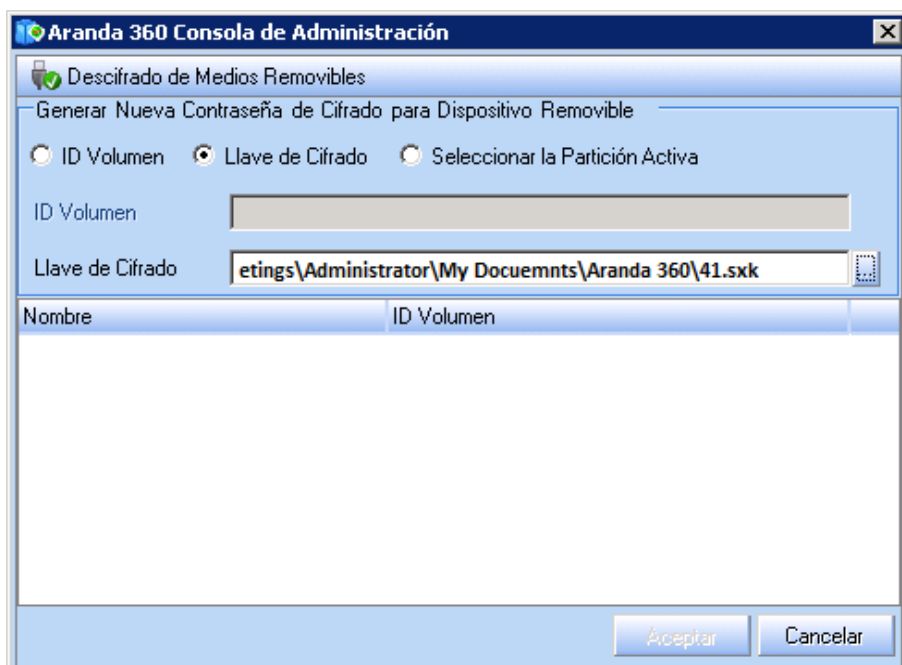 Aranda 360 Consola de Administración
Descifrado de Medios Removibles
Generar Nueva Contraseña de Cifrado para Dispositivo Removible
ID Volumen Llave de Cifrado Seleccionar la Partición Activa
ID Volumen
Llave de Cifrado etings\Administrator\My Docuemnts\Aranda 360\41.sxk ...
Nombre ID Volumen
Aceptar Cancelar